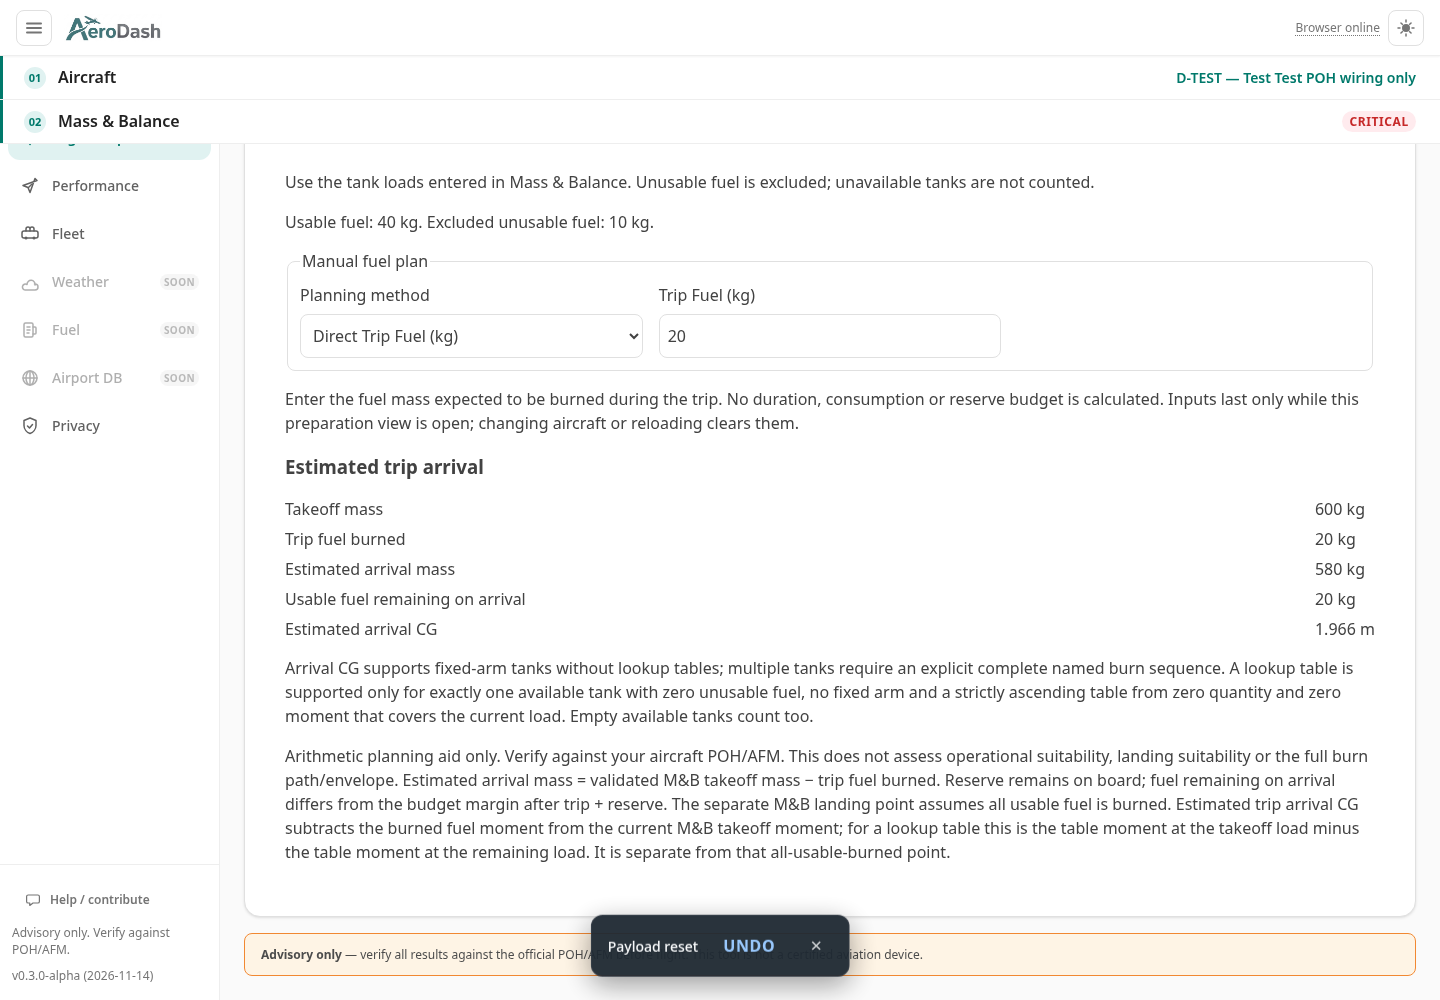 AeroDash
Browser online
01 Aircraft
D-TEST — Test Test POH wiring only
02 Mass & Balance
CRITICAL
Performance
Fleet
Weather SOON
Fuel SOON
Airport DB SOON
Privacy
Help / contribute
Advisory only. Verify against
POH/AFM.
v0.3.0-alpha (2026-11-14)
Use the tank loads entered in Mass & Balance. Unusable fuel is excluded; unavailable tanks are not counted.
Usable fuel: 40 kg. Excluded unusable fuel: 10 kg.
Manual fuel plan
Planning method
Trip Fuel (kg)
Direct Trip Fuel (kg)
20
Enter the fuel mass expected to be burned during the trip. No duration, consumption or reserve budget is calculated. Inputs last only while this
preparation view is open; changing aircraft or reloading clears them.
Estimated trip arrival
Takeoff mass 600 kg
Trip fuel burned 20 kg
Estimated arrival mass 580 kg
Usable fuel remaining on arrival 20 kg
Estimated arrival CG 1.966 m
Arrival CG supports fixed-arm tanks without lookup tables; multiple tanks require an explicit complete named burn sequence. A lookup table is
supported only for exactly one available tank with zero unusable fuel, no fixed arm and a strictly ascending table from zero quantity and zero
moment that covers the current load. Empty available tanks count too.
Arithmetic planning aid only. Verify against your aircraft POH/AFM. This does not assess operational suitability, landing suitability or the full burn
path/envelope. Estimated arrival mass = validated M&B takeoff mass − trip fuel burned. Reserve remains on board; fuel remaining on arrival
differs from the budget margin after trip + reserve. The separate M&B landing point assumes all usable fuel is burned. Estimated trip arrival CG
subtracts the burned fuel moment from the current M&B takeoff moment; for a lookup table this is the table moment at the takeoff load minus
the table moment at the remaining load. It is separate from that all-usable-burned point.
Advisory only — verify all results against the official POH/AFM before flight. This tool is not a certified aviation device.
Payload reset UNDO ×